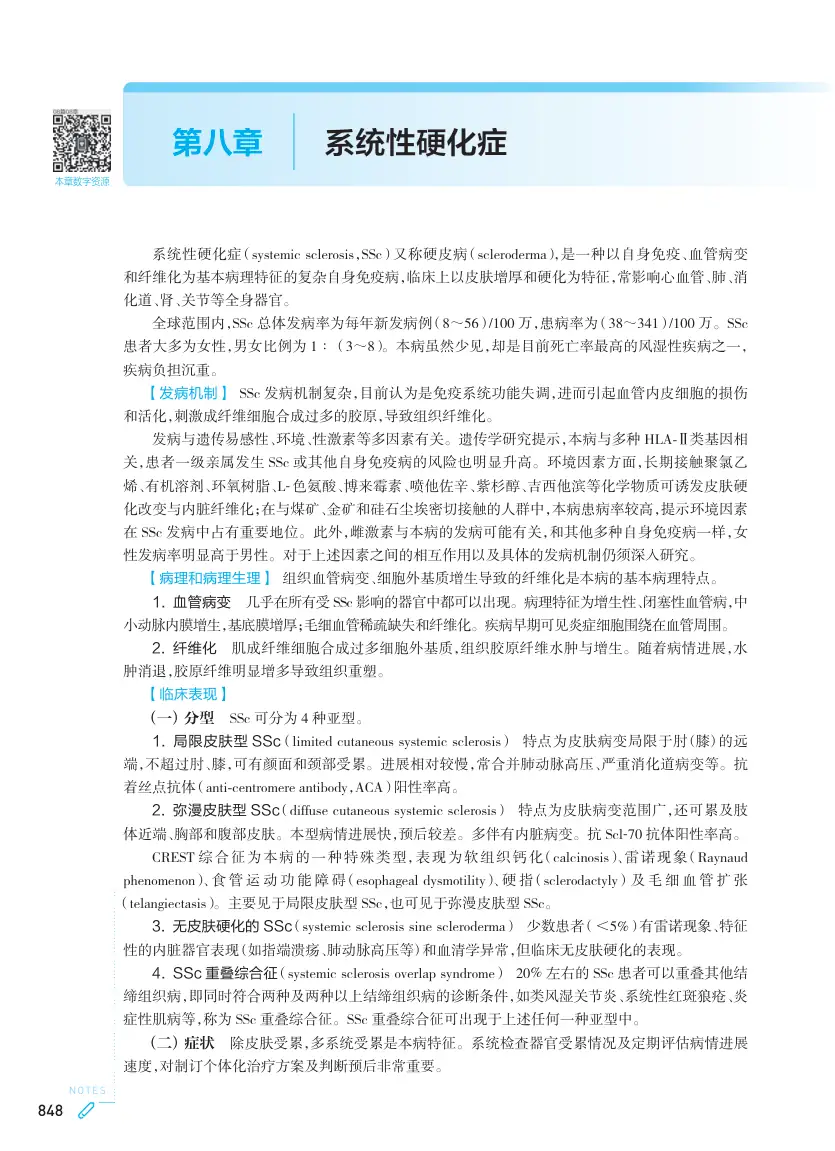 本章数字资源
第八章 系统性硬化症
系统性硬化症(systemic sclerosis,SSc)又称硬皮病(scleroderma),是一种以自身免疫、血管病变
和纤维化为基本病理特征的复杂自身免疫病,临床上以皮肤增厚和硬化为特征,常影响心血管、肺、消
化道、肾、关节等全身器官。
全球范围内,SSc 总体发病率为每年新发病例(8~56)/100 万,患病率为(38~341)/100 万。SSc
患者大多为女性,男女比例为 1∶(3~8)。本病虽然少见,却是目前死亡率最高的风湿性疾病之一,
疾病负担沉重。
【发病机制】 SSc 发病机制复杂,目前认为是免疫系统功能失调,进而引起血管内皮细胞的损伤
和活化,刺激成纤维细胞合成过多的胶原,导致组织纤维化。
发病与遗传易感性、环境、性激素等多因素有关。遗传学研究提示,本病与多种 HLA-Ⅱ类基因相
关,患者一级亲属发生 SSc 或其他自身免疫病的风险也明显升高。环境因素方面,长期接触聚氯乙
烯、有机溶剂、环氧树脂、L- 色氨酸、博来霉素、喷他佐辛、紫杉醇、吉西他滨等化学物质可诱发皮肤硬
化改变与内脏纤维化;在与煤矿、金矿和硅石尘埃密切接触的人群中,本病患病率较高,提示环境因素
在 SSc 发病中占有重要地位。此外,雌激素与本病的发病可能有关,和其他多种自身免疫病一样,女
性发病率明显高于男性。对于上述因素之间的相互作用以及具体的发病机制仍须深入研究。
【病理和病理生理】 组织血管病变、细胞外基质增生导致的纤维化是本病的基本病理特点。
1. 血管病变 几乎在所有受 SSc 影响的器官中都可以出现。病理特征为增生性、闭塞性血管病,中
小动脉内膜增生,基底膜增厚;毛细血管稀疏缺失和纤维化。疾病早期可见炎症细胞围绕在血管周围。
2. 纤维化 肌成纤维细胞合成过多细胞外基质,组织胶原纤维水肿与增生。随着病情进展,水
肿消退,胶原纤维明显增多导致组织重塑。
【临床表现】
(一)分型 SSc 可分为 4 种亚型。
1. 局限皮肤型 SSc(limited cutaneous systemic sclerosis) 特点为皮肤病变局限于肘(膝)的远
端,不超过肘、膝,可有颜面和颈部受累。进展相对较慢,常合并肺动脉高压、严重消化道病变等。抗
着丝点抗体(anti-centromere antibody,ACA)阳性率高。
2. 弥漫皮肤型 SSc(diffuse cutaneous systemic sclerosis) 特点为皮肤病变范围广,还可累及肢
体近端、胸部和腹部皮肤。本型病情进展快,预后较差。多伴有内脏病变。抗 Scl-70 抗体阳性率高。
CREST 综合征为本病的一种特殊类型,表现为软组织钙化(calcinosis)、雷诺现象(Raynaud
phenomenon)、食管运动功能障碍(esophageal dysmotility)、硬指(sclerodactyly)及毛细血管扩张
(telangiectasis)。主要见于局限皮肤型 SSc,也可见于弥漫皮肤型 SSc。
3. 无皮肤硬化的 SSc(systemic sclerosis sine scleroderma) 少数患者(<5%)有雷诺现象、特征
性的内脏器官表现(如指端溃疡、肺动脉高压等)和血清学异常,但临床无皮肤硬化的表现。
4. SSc 重叠综合征(systemic sclerosis overlap syndrome) 20% 左右的 SSc 患者可以重叠其他结
缔组织病,即同时符合两种及两种以上结缔组织病的诊断条件,如类风湿关节炎、系统性红斑狼疮、炎
症性肌病等,称为 SSc 重叠综合征。SSc 重叠综合征可出现于上述任何一种亚型中。
(二)症状 除皮肤受累,多系统受累是本病特征。系统检查器官受累情况及定期评估病情进展
速度,对制订个体化治疗方案及判断预后非常重要。
NOTES
848